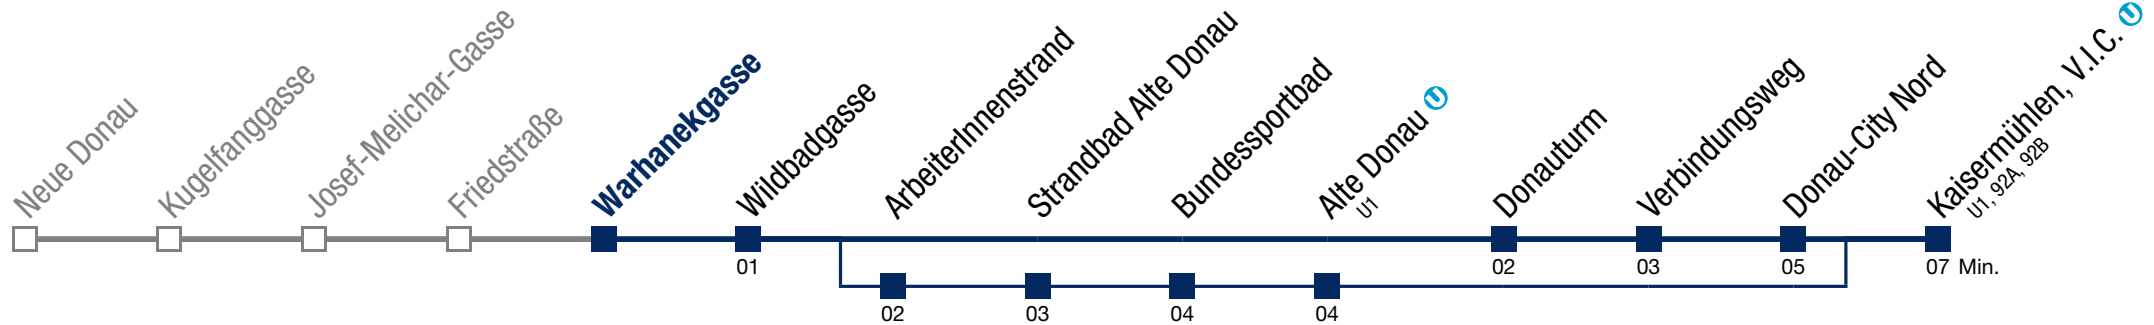 Neue Donau
Kugelfanggasse
Josef-Melichar-Gasse
Friedstraße
Warhanekgasse
Wildbadgasse
ArbeiterInnenstrand
Strandbad Alte Donau
Bundessportbad
Alte Donau U
U1
Donauturm
Verbindungsweg
Donau-City Nord
Kaisermühlen, V.I.C. U
U1, 92A, 92B
01
02
03
05
07 Min.
02
03
04
04